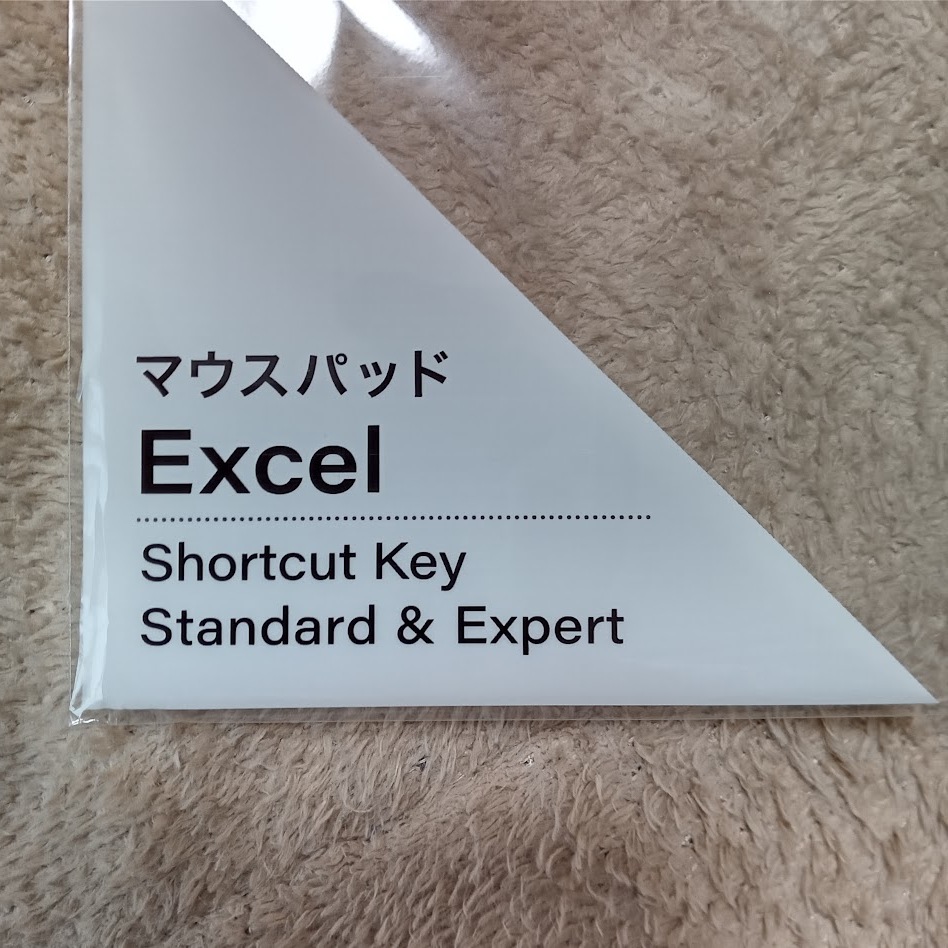 マウスパッド
Excel
Shortcut Key
Standard & Expert